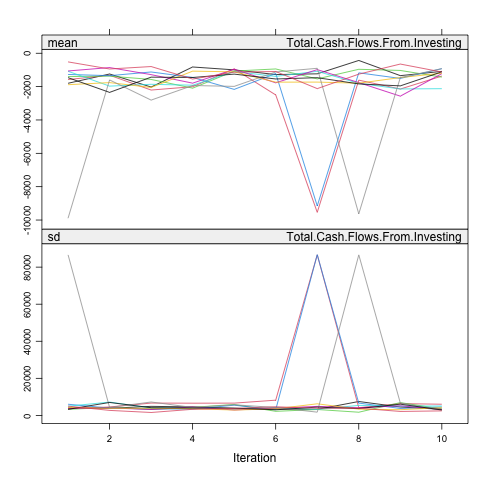 mean Total.Cash.Flows.From.Investing
0
-2000
-4000
-6000
-8000
-10000
sd Total.Cash.Flows.From.Investing
80000
60000
40000
20000
0
2 4 6 8 10
Iteration